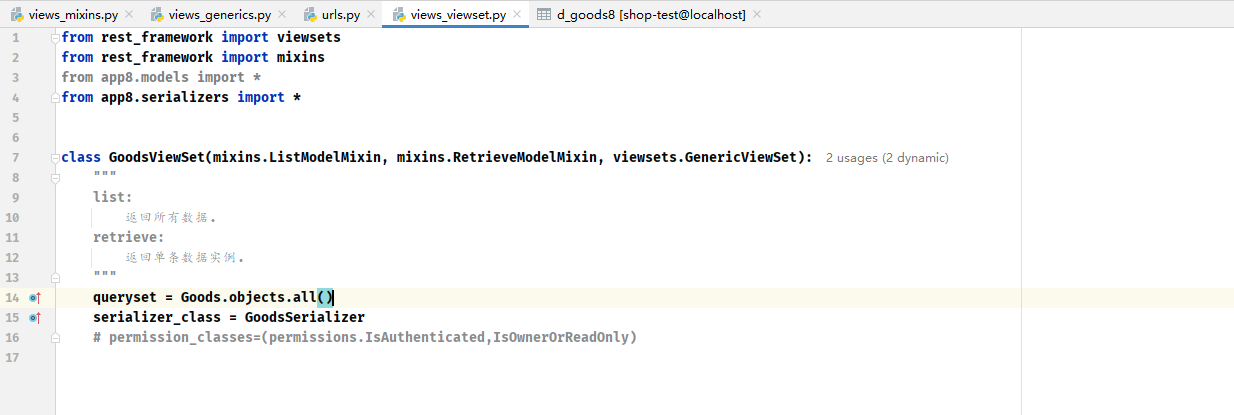 views_mixins.py views_generics.py urls.py views_viewset.py d_goods8 [shop-test@localhost]
1 from rest_framework import viewsets
2 from rest_framework import mixins
3 from app8.models import *
4 from app8.serializers import *
5
6
7 class GoodsViewSet(mixins.ListModelMixin, mixins.RetrieveModelMixin, viewsets.GenericViewSet): 2 usages (2 dynamic)
8 """
9 list:
10 返回所有数据.
11 retrieve:
12 返回单条数据实例.
13 """
14 queryset = Goods.objects.all()
15 serializer_class = GoodsSerializer
16 # permission_classes=(permissions.IsAuthenticated,IsOwnerOrReadOnly)
17